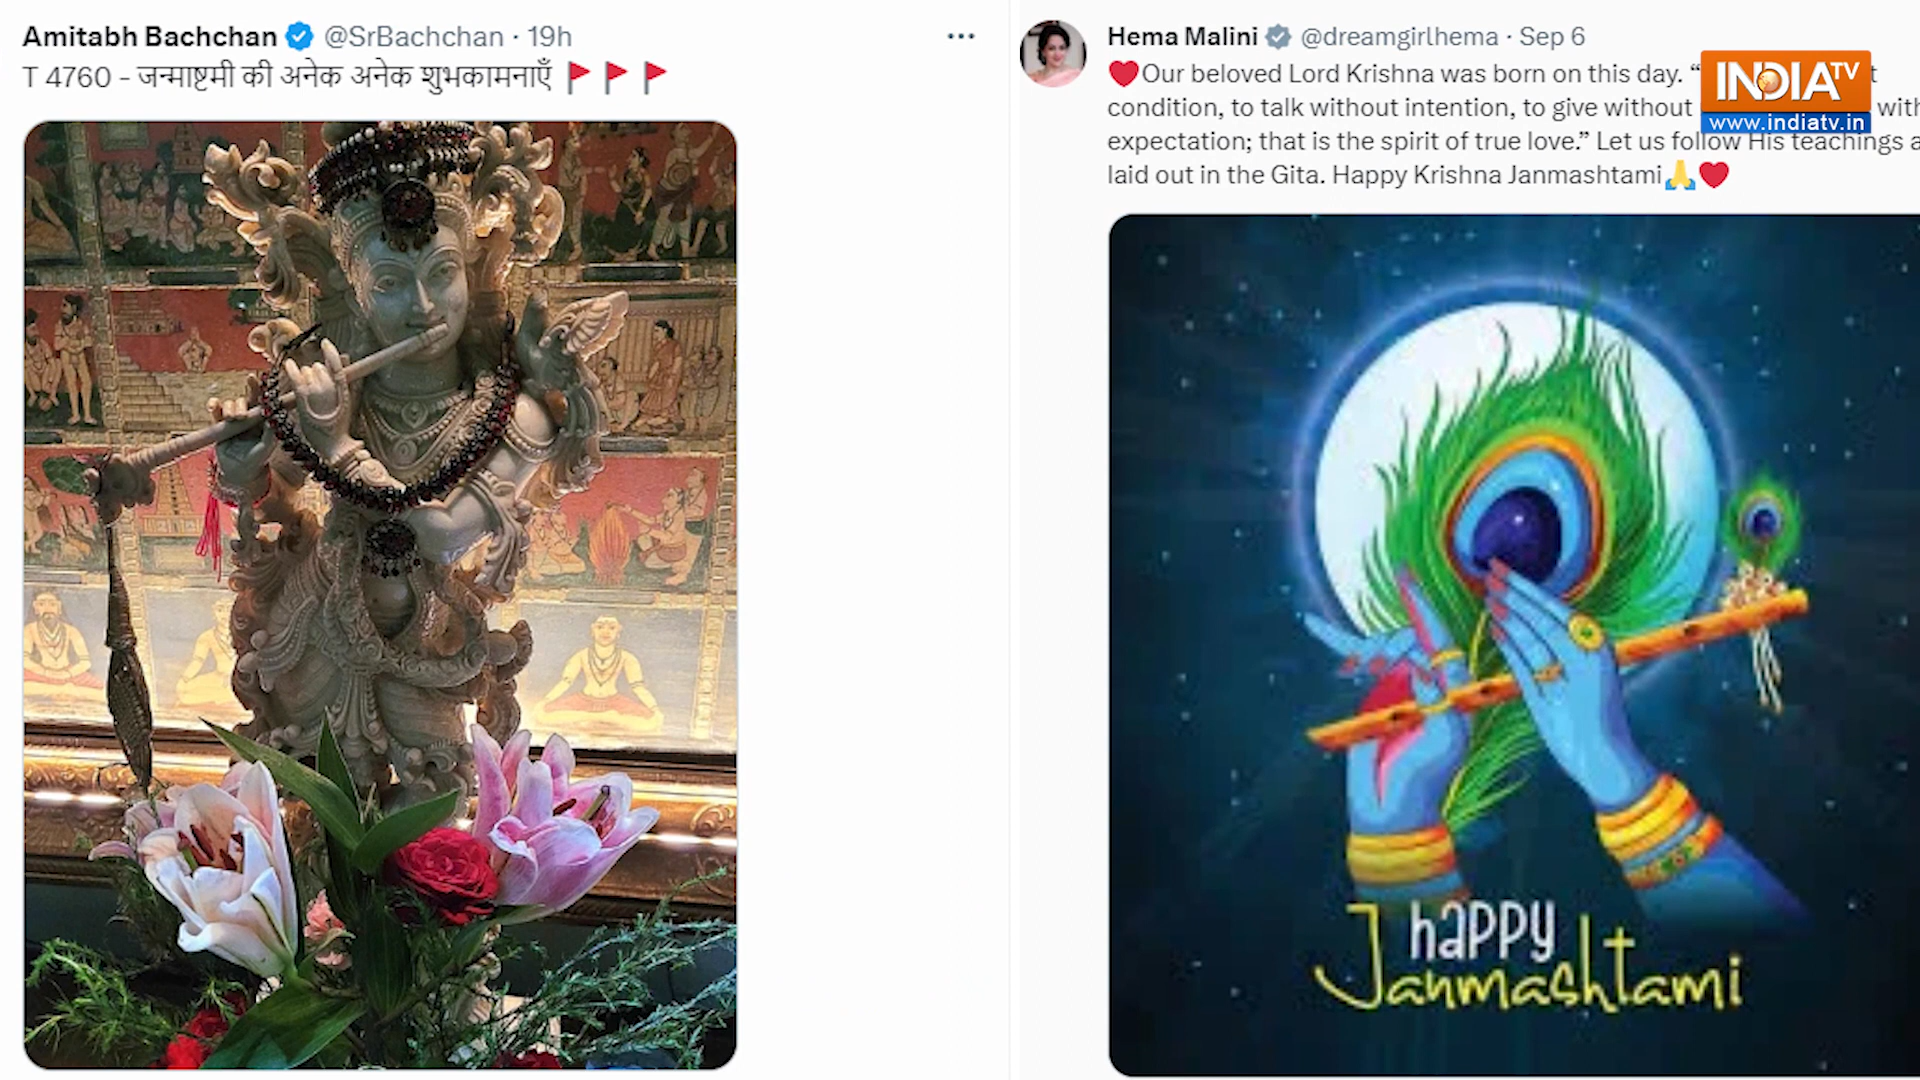 Amitabh Bachchan @SrBachchan · 19h
T 4760 - जन्माष्टमी की अनेक अनेक शुभकामनाएँ
Hema Malini @dreamgirlhema · Sep 6
Our beloved Lord Krishna was born on this day. “
condition, to talk without intention, to give without
expectation; that is the spirit of true love.” Let us follow His teachings
laid out in the Gita. Happy Krishna Janmashtami
INDIA TV
www.indiatv.in
happy
Janmashtami